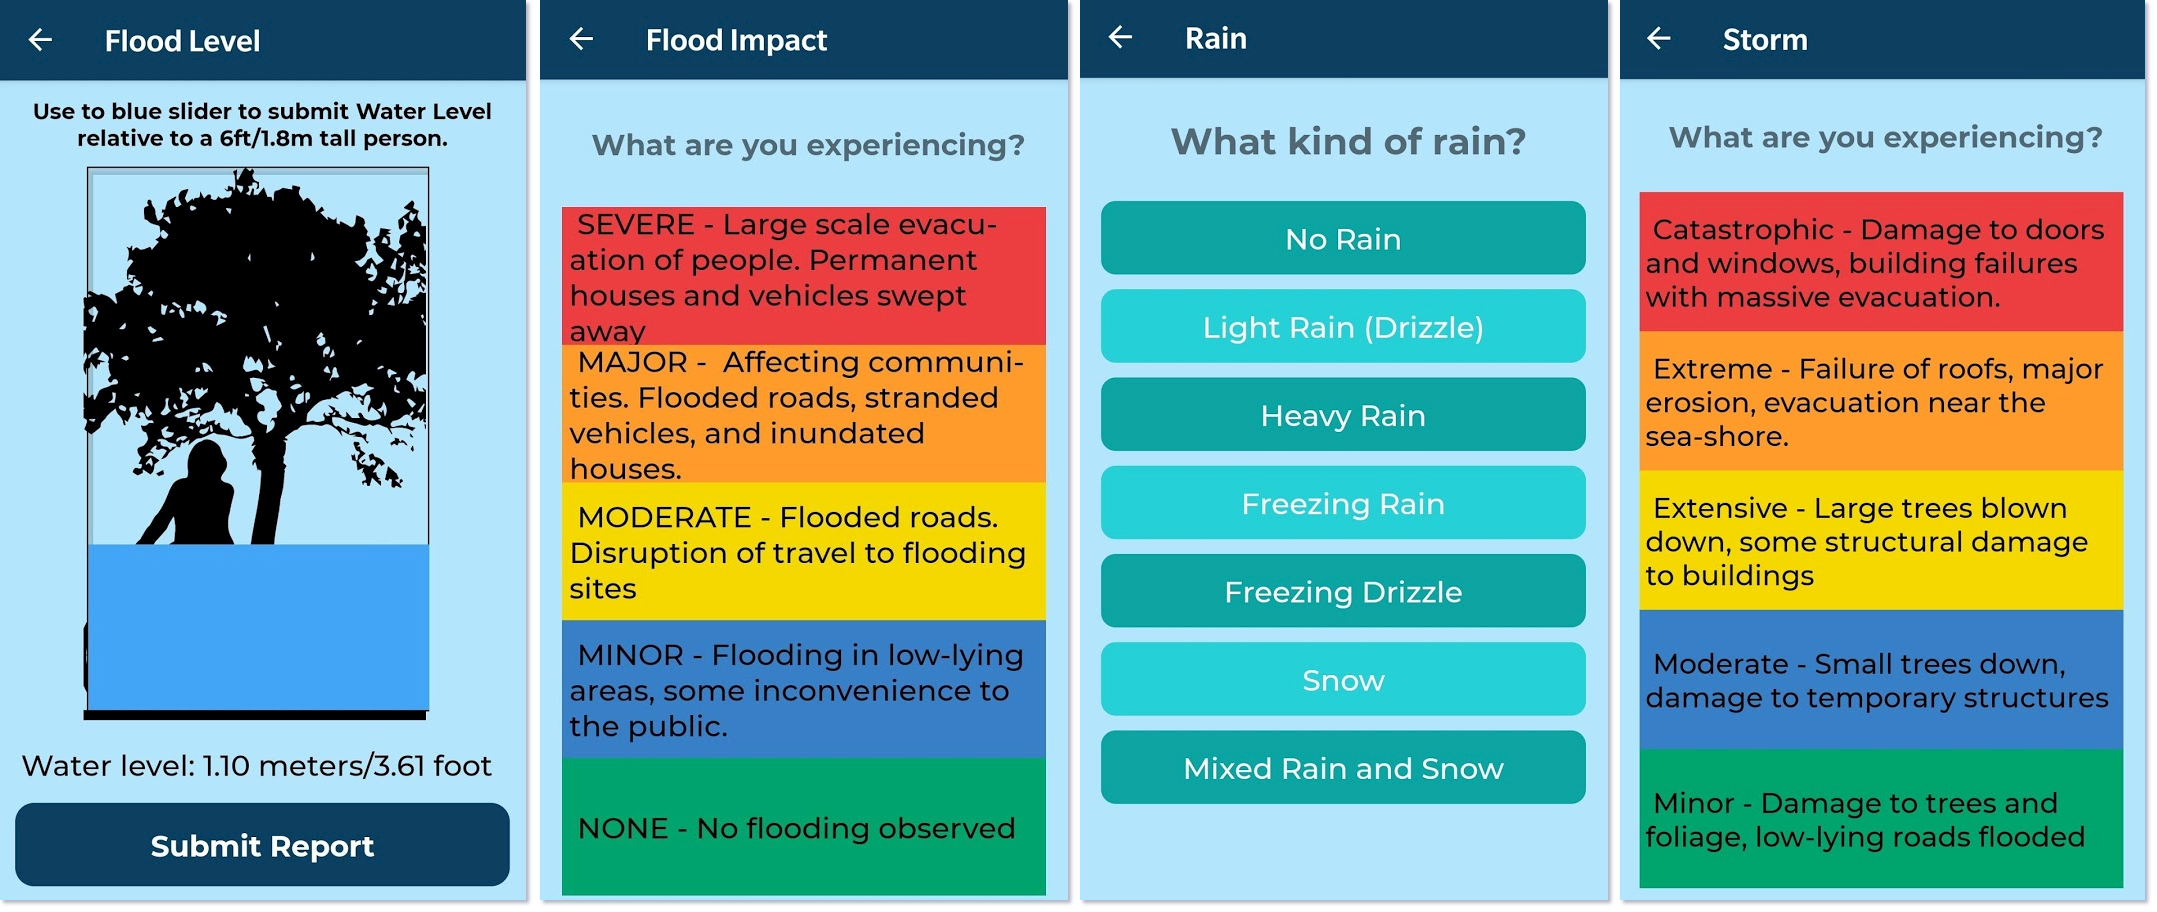 Flood Level
Use to blue slider to submit Water Level
relative to a 6ft/1.8m tall person.
Water level: 1.10 meters/3.61 foot
Submit Report
Flood Impact
What are you experiencing?
SEVERE - Large scale evacu-
ation of people. Permanent
houses and vehicles swept
away
MAJOR -  Affecting communi-
ties. Flooded roads, stranded
vehicles, and inundated
houses.
MODERATE - Flooded roads.
Disruption of travel to flooding
sites
MINOR - Flooding in low-lying
areas, some inconvenience to
the public.
NONE - No flooding observed
Rain
What kind of rain?
No Rain
Light Rain (Drizzle)
Heavy Rain
Freezing Rain
Freezing Drizzle
Snow
Mixed Rain and Snow
Storm
What are you experiencing?
Catastrophic - Damage to doors
and windows, building failures
with massive evacuation.
Extreme - Failure of roofs, major
erosion, evacuation near the
sea-shore.
Extensive - Large trees blown
down, some structural damage
to buildings
Moderate - Small trees down,
damage to temporary structures
Minor - Damage to trees and
foliage, low-lying roads flooded